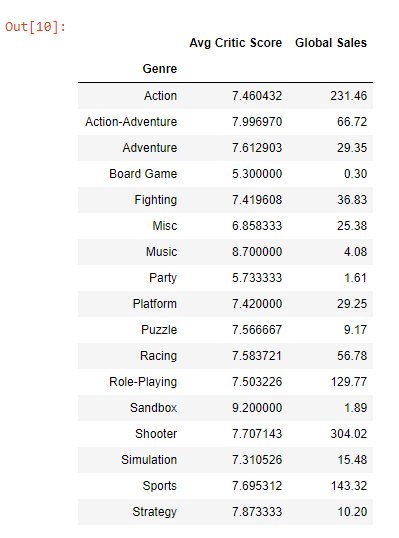 Out[10]:
Avg Critic Score Global Sales
Genre
Action 7.460432 231.46
Action-Adventure 7.996970 66.72
Adventure 7.612903 29.35
Board Game 5.300000 0.30
Fighting 7.419608 36.83
Misc 6.858333 25.38
Music 8.700000 4.08
Party 5.733333 1.61
Platform 7.420000 29.25
Puzzle 7.566667 9.17
Racing 7.583721 56.78
Role-Playing 7.503226 129.77
Sandbox 9.200000 1.89
Shooter 7.707143 304.02
Simulation 7.310526 15.48
Sports 7.695312 143.32
Strategy 7.873333 10.20